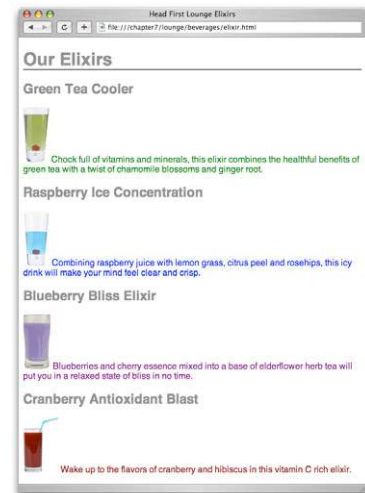 Head First Lounge Elixirs
file:///chapter7/lounge/beverages/elixir.html
Our Elixirs
Green Tea Cooler
Chock full of vitamins and minerals, this elixir combines the healthful benefits of
green tea with a twist of chamomile blossoms and ginger root.
Raspberry Ice Concentration
Combining raspberry juice with lemon grass, citrus peel and rosehips, this icy
drink will make your mind feel clear and crisp.
Blueberry Bliss Elixir
Blueberries and cherry essence mixed into a base of elderflower herb tea will
put you in a relaxed state of bliss in no time.
Cranberry Antioxidant Blast
Wake up to the flavors of cranberry and hibiscus in this vitamin C rich elixir.